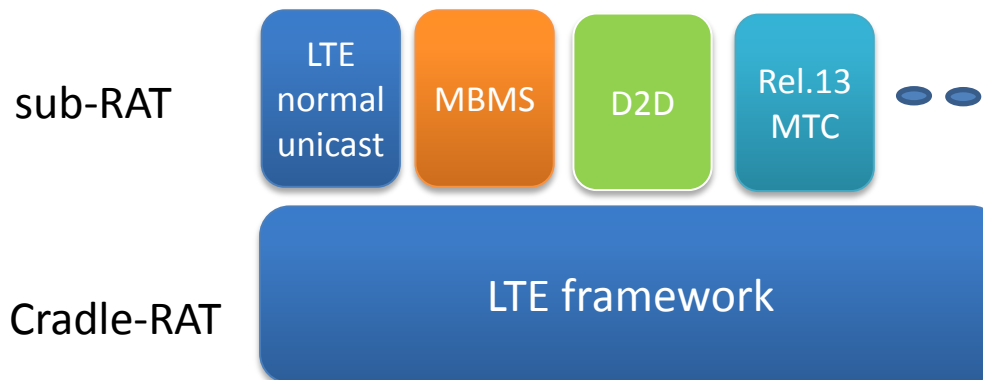 sub-RAT
LTE
normal
unicast
MBMS
D2D
Rel.13
MTC
Cradle-RAT
LTE framework